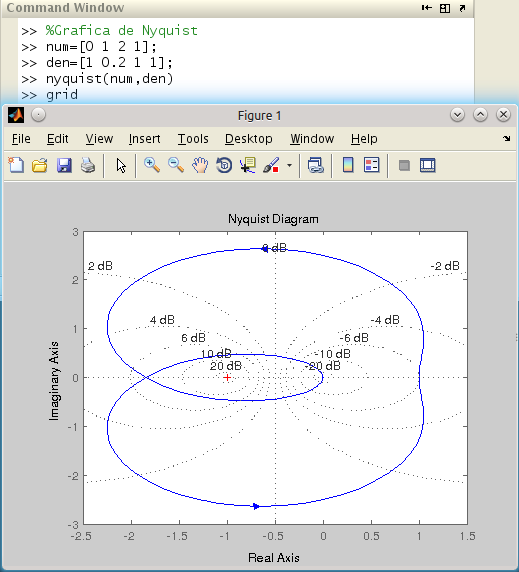 Command Window
>> %Grafica de Nyquist
>> num=[0 1 2 1];
>> den=[1 0.2 1 1];
>> nyquist(num,den)
>> grid
Figure 1
File Edit View Insert Tools Desktop Window Help
Nyquist Diagram
3
2
1
0
-1
-2
-3
Imaginary Axis
0 dB
2 dB
-2 dB
4 dB
-4 dB
6 dB
-6 dB
10 dB
-10 dB
20 dB
-20 dB
-2.5 -2 -1.5 -1 -0.5 0 0.5 1 1.5
Real Axis